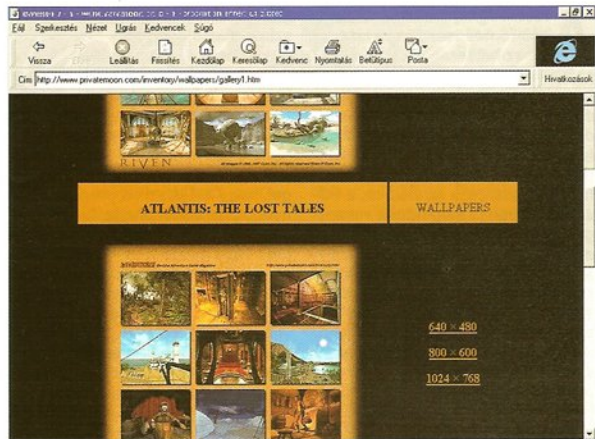 Fájl Szerkesztés Nézet Ugrás Kedvencek Súgó
Vissza Leállítás Frissítés Kezdőlap Keresőlap Kedvenc Nyomtatás Betűtípus Posta
Cím http://www.privatemoon.com/inventory/wallpapers/gallery1.htm Hivatkozások
RIVEN
ATLANTIS: THE LOST TALES WALLPAPERS
640 × 480
800 × 600
1024 × 768